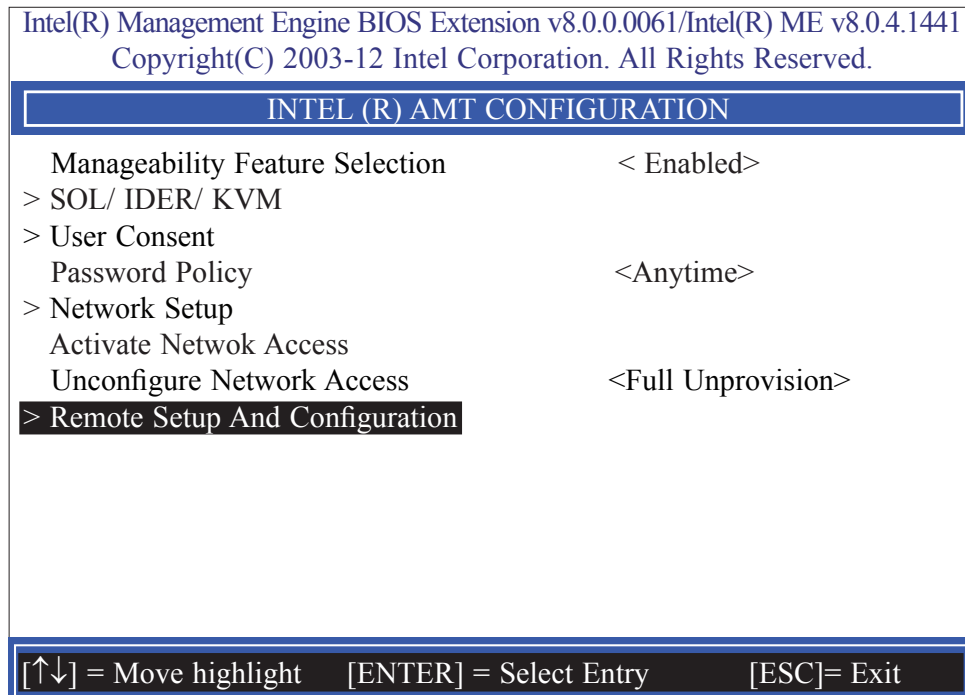 Intel(R) Management Engine BIOS Extension v8.0.0.0061/Intel(R) ME v8.0.4.1441
Copyright(C) 2003-12 Intel Corporation. All Rights Reserved.
INTEL (R) AMT CONFIGURATION
Manageability Feature Selection < Enabled>
> SOL/ IDER/ KVM
> User Consent
Password Policy <Anytime>
> Network Setup
Activate Netwok Access
Unconfigure Network Access <Full Unprovision>
> Remote Setup And Configuration
[↑↓] = Move highlight [ENTER] = Select Entry [ESC]= Exit